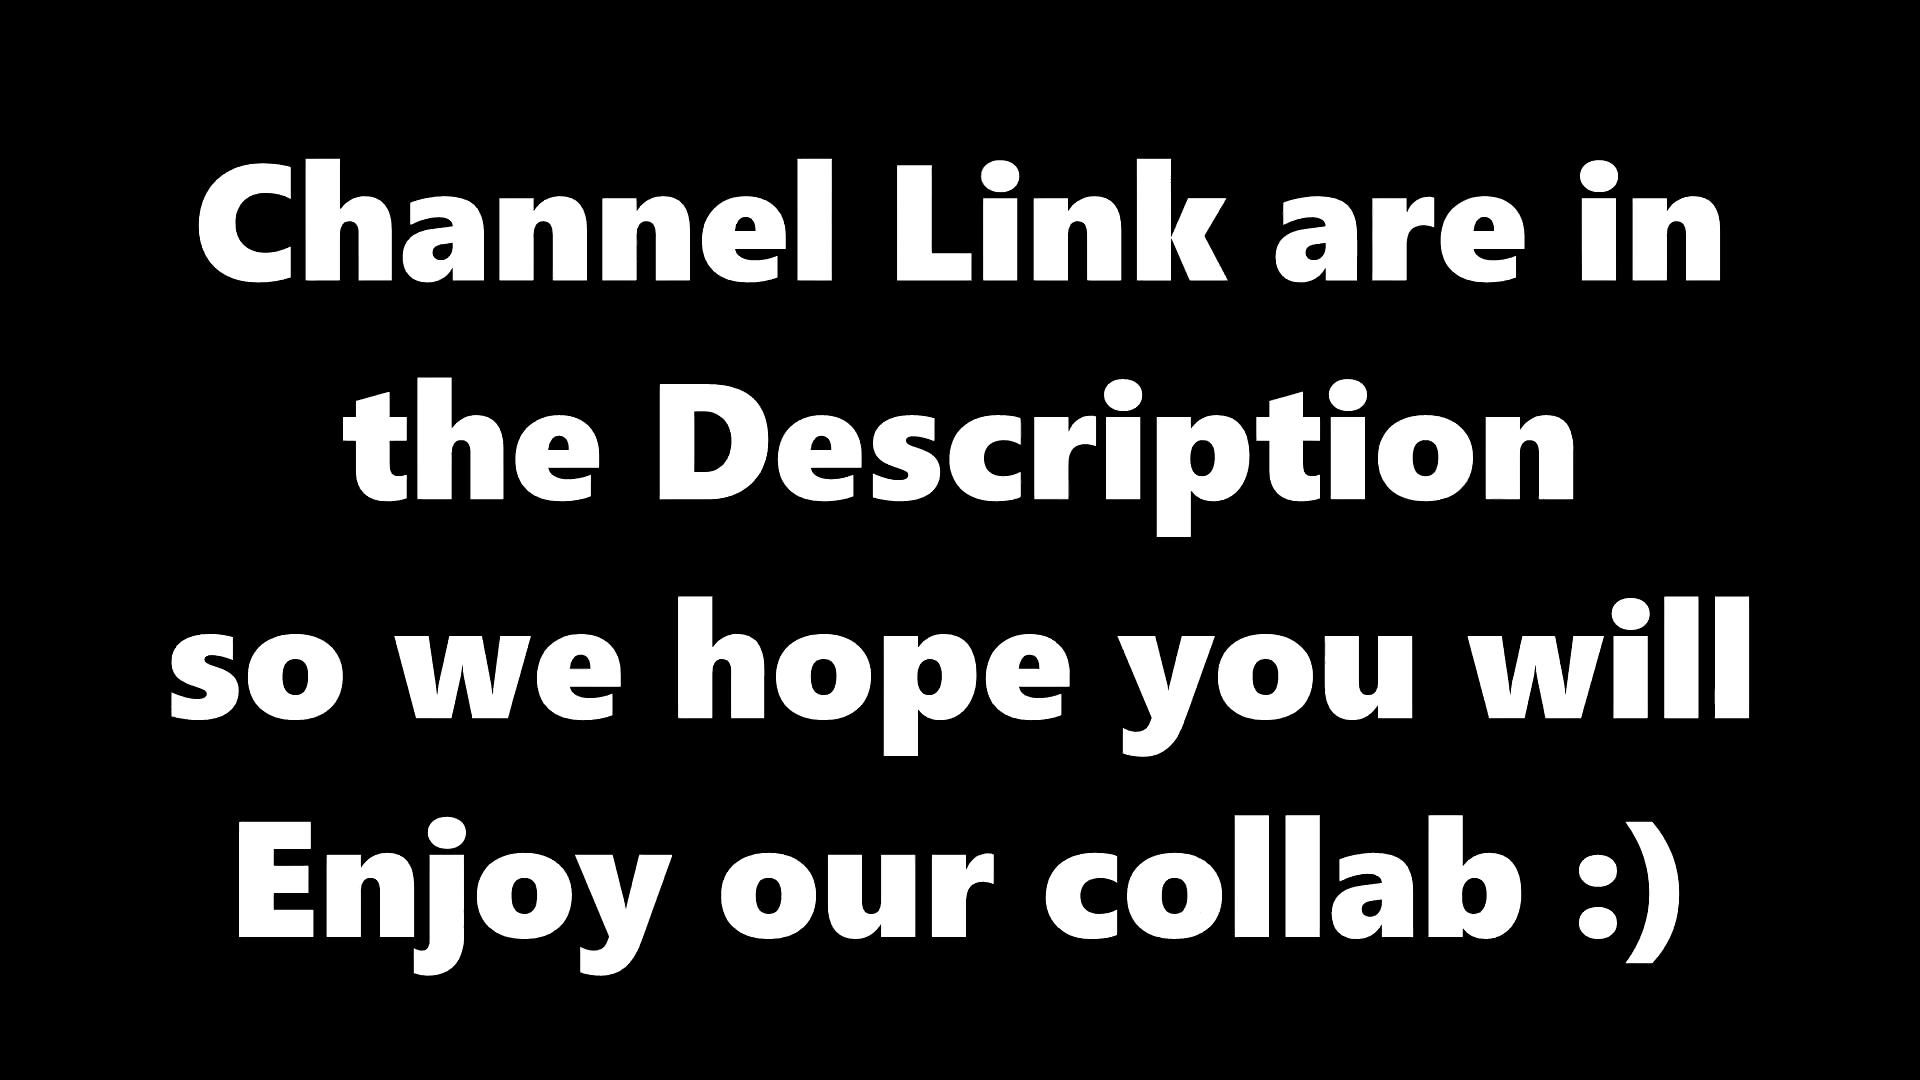 Channel Link are in
the Description
so we hope you will
Enjoy our collab :)